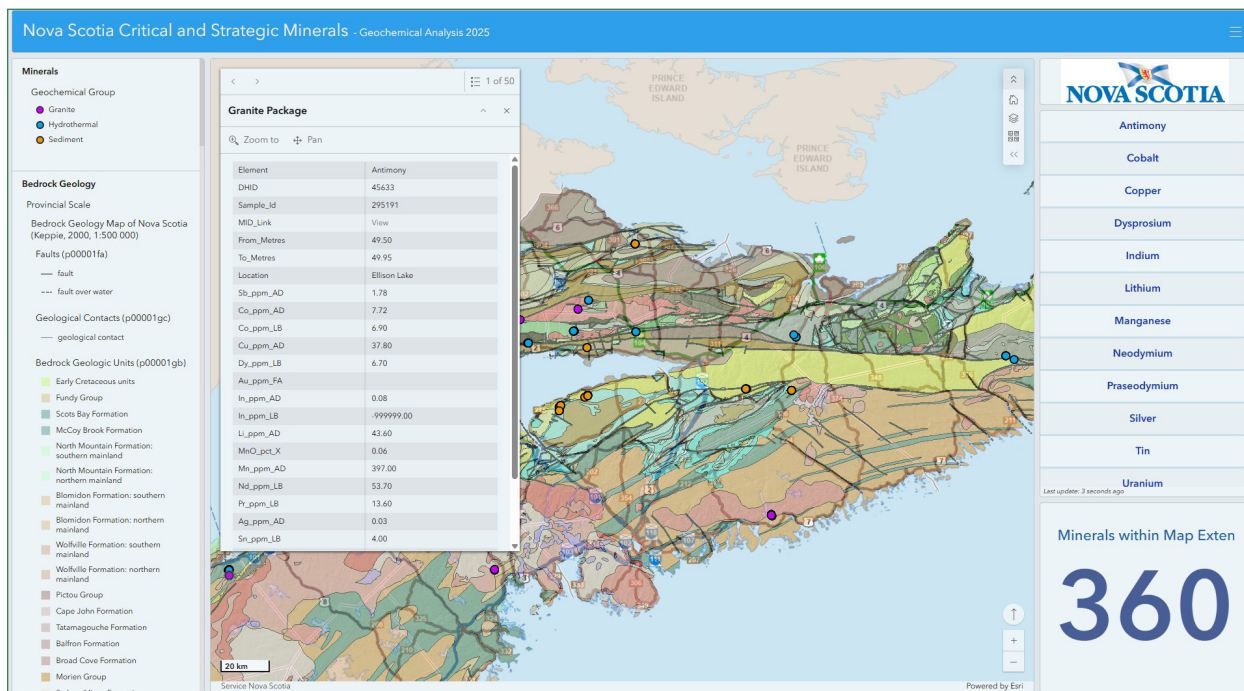 Nova Scotia Critical and Strategic Minerals - Geochemical Analysis 2025
Minerals
Geochemical Group
Granite
Hydrothermal
Sediment
Bedrock Geology
Provincial Scale
Bedrock Geology Map of Nova Scotia
(Keppie, 2000, 1:500 000)
Faults (p00001fa)
fault
fault over water
Geological Contacts (p00001gc)
geological contact
Bedrock Geologic Units (p00001gb)
Early Cretaceous units
Fundy Group
Scots Bay Formation
McCoy Brook Formation
North Mountain Formation:
southern mainland
North Mountain Formation:
northern mainland
Blomidon Formation: southern
mainland
Blomidon Formation: northern
mainland
Wolfville Formation: southern
mainland
Wolfville Formation: northern
mainland
Pictou Group
Cape John Formation
Tatamagouche Formation
Balfron Formation
Broad Cove Formation
Morien Group
1 of 50
Granite Package
Zoom to Pan
Element Antimony
DHID 45633
Sample_Id 295191
MID_Link View
From_Metres 49.50
To_Metres 49.95
Location Ellison Lake
Sb_ppm_AD 1.78
Co_ppm_AD 7.72
Co_ppm_LB 6.90
Cu_ppm_AD 37.80
Dy_ppm_LB 6.70
Au_ppm_FA
In_ppm_AD 0.08
In_ppm_LB -999999.00
Li_ppm_AD 43.60
MnO_pct_X 0.06
Mn_ppm_AD 397.00
Nd_ppm_LB 53.70
Pr_ppm_LB 13.60
Ag_ppm_AD 0.03
Sn_ppm_LB 4.00
PRINCE
EDWARD
ISLAND
PRINCE
EDWARD
ISLAND
20 km
Service Nova Scotia
Powered by Esri
NOVA SCOTIA
Antimony
Cobalt
Copper
Dysprosium
Indium
Lithium
Manganese
Neodymium
Praseodymium
Silver
Tin
Uranium
Last update: 3 seconds ago
Minerals within Map Exten
360